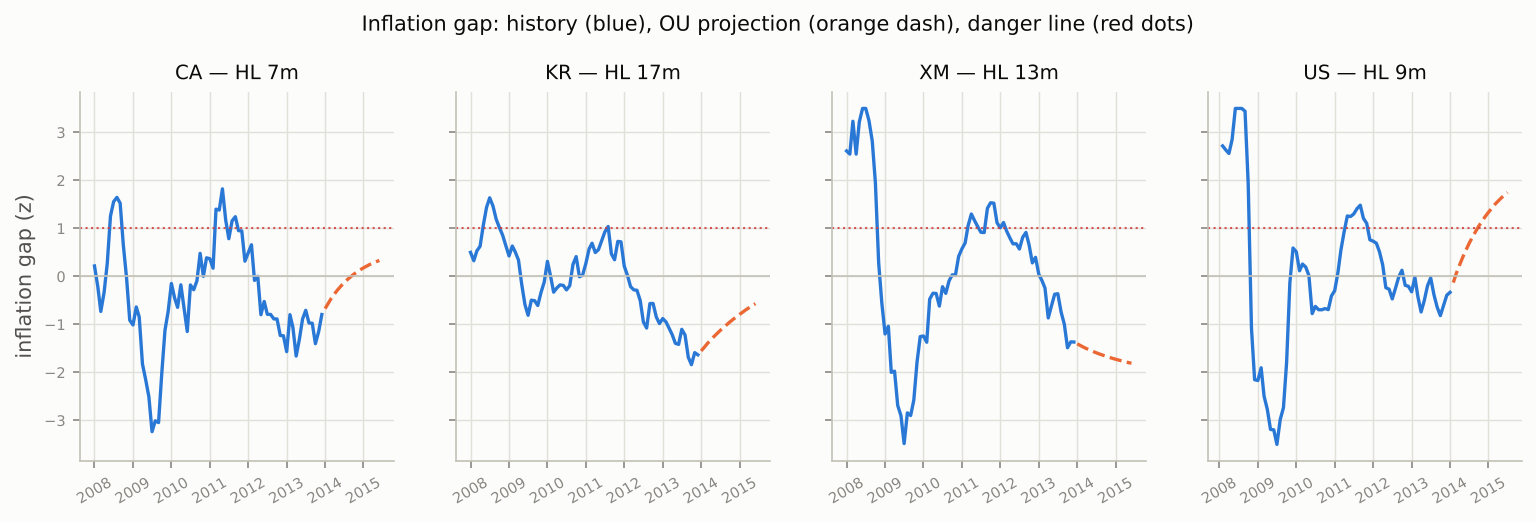 Inflation gap: history (blue), OU projection (orange dash), danger line (red dots)
CA — HL 7m
KR — HL 17m
XM — HL 13m
US — HL 9m
inflation gap (z)
3
2
1
0
−1
−2
−3
2008 2009 2010 2011 2012 2013 2014 2015
2008 2009 2010 2011 2012 2013 2014 2015
2008 2009 2010 2011 2012 2013 2014 2015
2008 2009 2010 2011 2012 2013 2014 2015